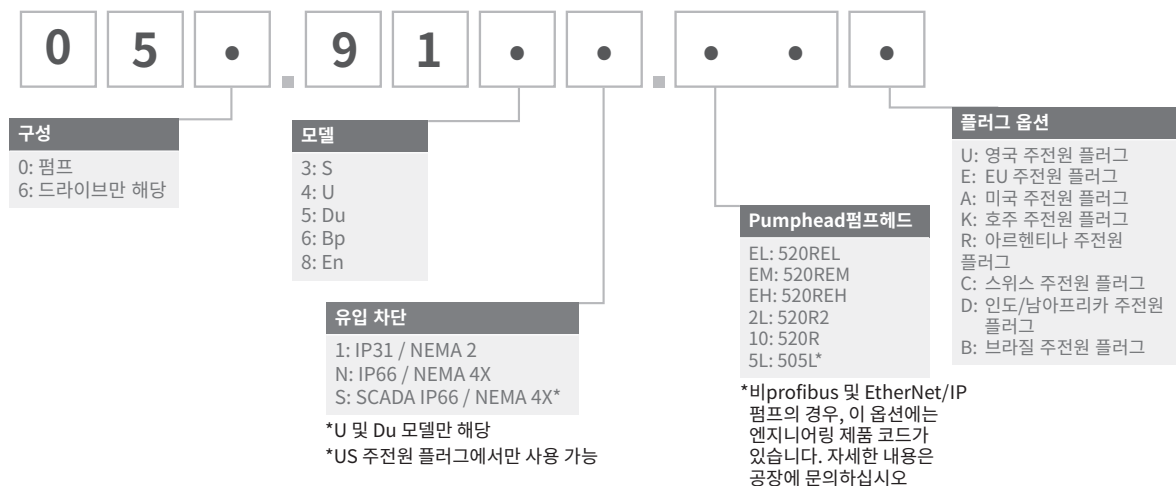 0 5 • . 9 1 • • . • • •
구성
0: 펌프
6: 드라이브만 해당
모델
3: S
4: U
5: Du
6: Bp
8: En
유입 차단
1: IP31 / NEMA 2
N: IP66 / NEMA 4X
S: SCADA IP66 / NEMA 4X*
*U 및 Du 모델만 해당
*US 주전원 플러그에서만 사용 가능
Pumphead펌프헤드
EL: 520REL
EM: 520REM
EH: 520REH
2L: 520R2
10: 520R
5L: 505L*
*비profibus 및 EtherNet/IP
펌프의 경우, 이 옵션에는
엔지니어링 제품 코드가
있습니다. 자세한 내용은
공장에 문의하십시오
플러그 옵션
U: 영국 주전원 플러그
E: EU 주전원 플러그
A: 미국 주전원 플러그
K: 호주 주전원 플러그
R: 아르헨티나 주전원
플러그
C: 스위스 주전원 플러그
D: 인도/남아프리카 주전원
플러그
B: 브라질 주전원 플러그